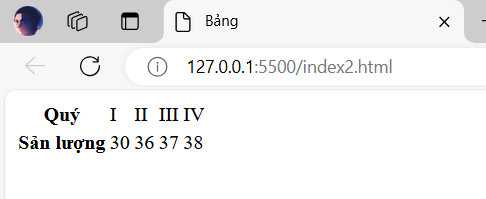 Bảng
127.0.0.1:5500/index2.html
Quý I II III IV
Sản lượng 30 36 37 38